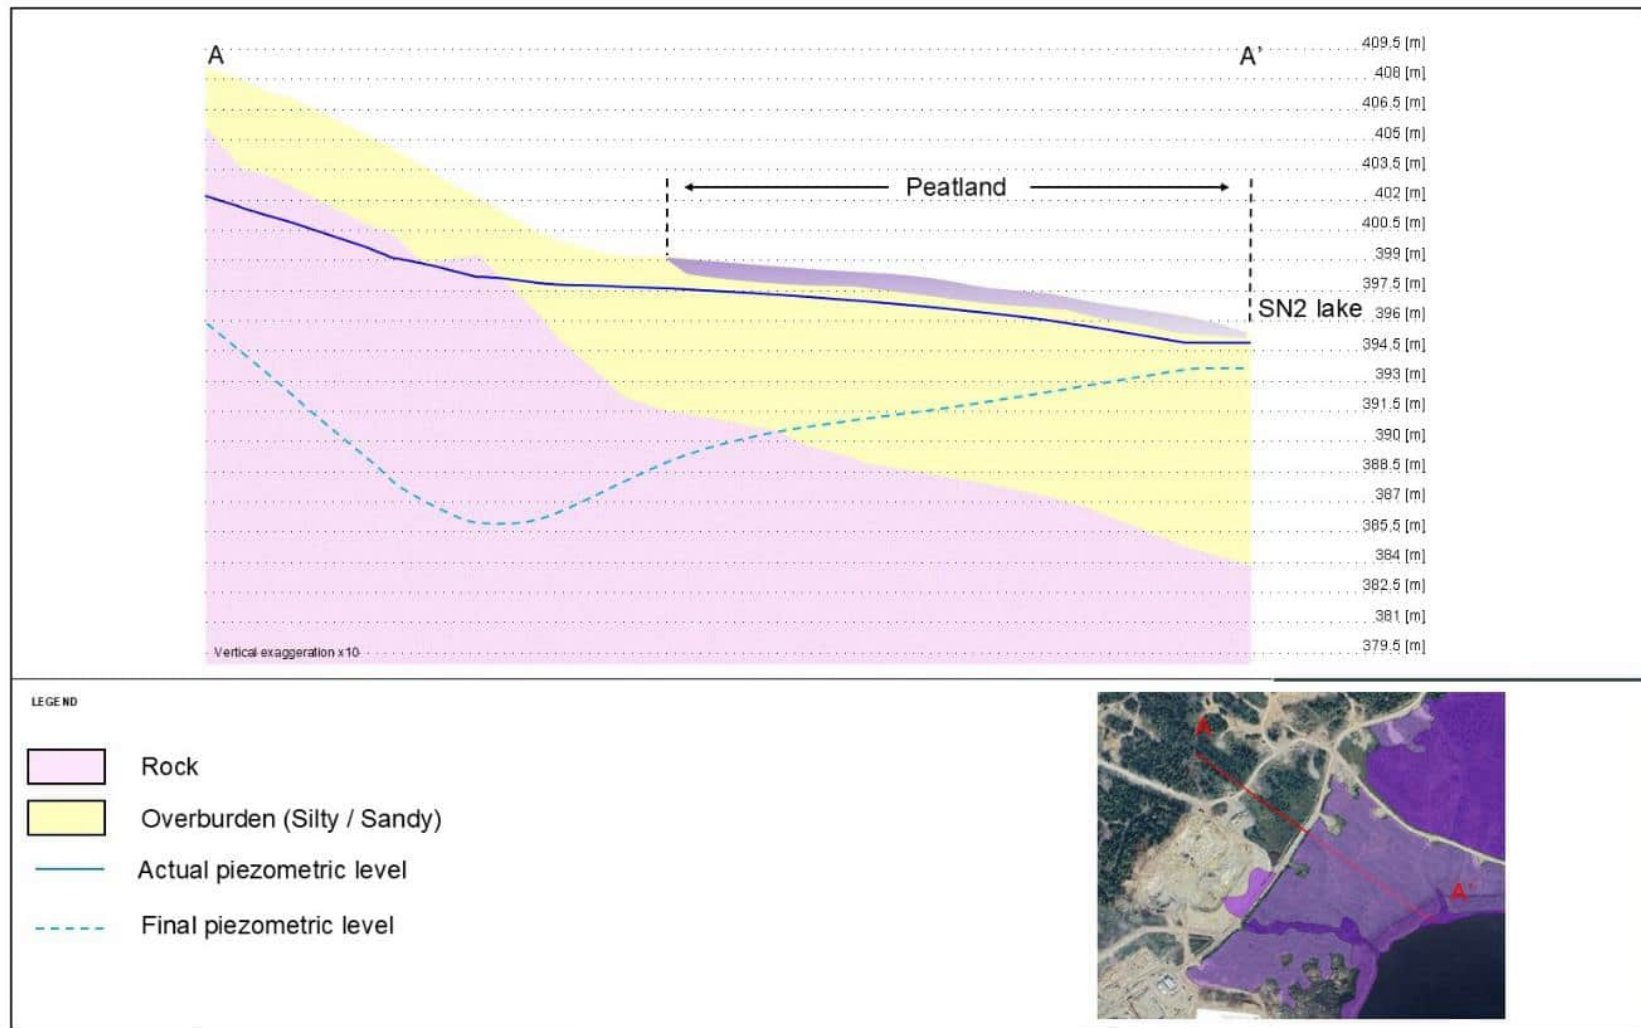 A
A'
409.5 [m]
408 [m]
406.5 [m]
405 [m]
403.5 [m]
Peatland
402 [m]
400.5 [m]
399 [m]
397.5 [m]
SN2 lake
396 [m]
394.5 [m]
393 [m]
391.5 [m]
390 [m]
388.5 [m]
387 [m]
385.5 [m]
384 [m]
382.5 [m]
381 [m]
379.5 [m]
Vertical exaggeration x10
LEGEND
Rock
Overburden (Silty / Sandy)
Actual piezometric level
Final piezometric level
A
A'